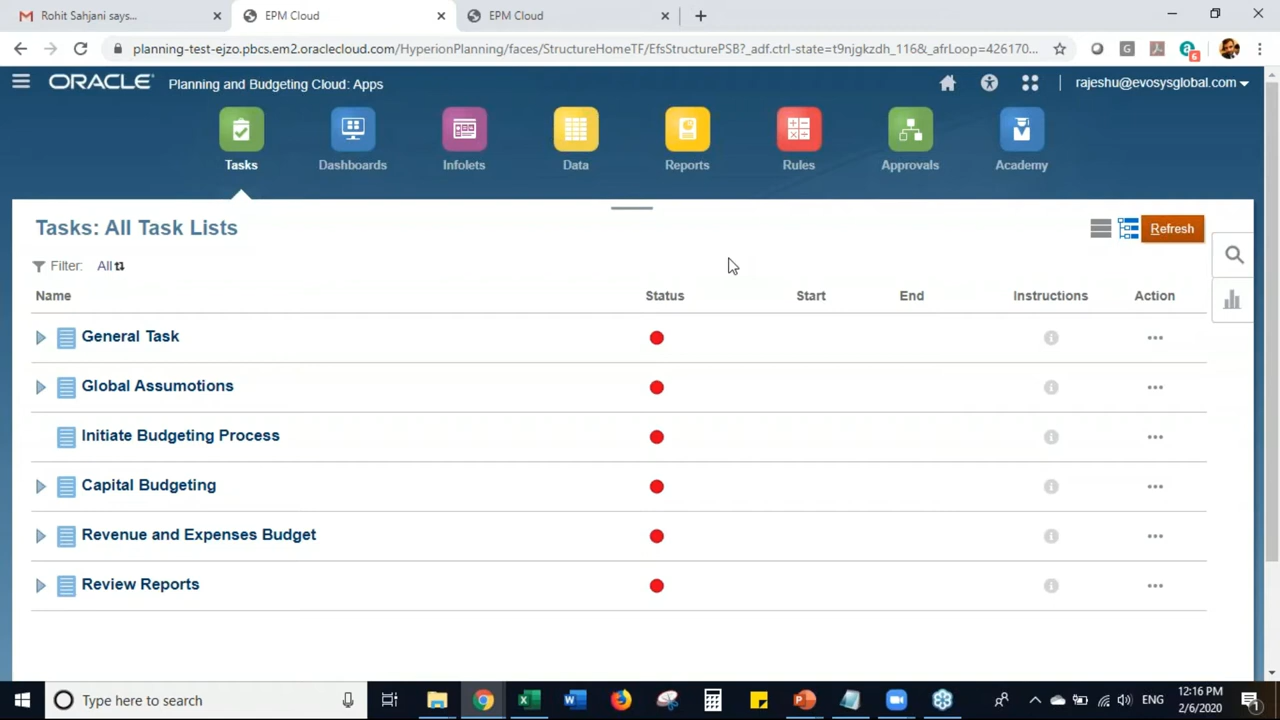 Rohit Sahjani says...
EPM Cloud
EPM Cloud
planning-test-ejzo.pbcs.em2.oraclecloud.com/HyperionPlanning/faces/StructureHomeTF/EfsStructurePSB?_adf.ctrl-state=t9njgkzdh_116&_afrLoop=426170...
6
ORACLE Planning and Budgeting Cloud: Apps
rajeshu@evosysglobal.com
Tasks
Dashboards
Infolets
Data
Reports
Rules
Approvals
Academy
Tasks: All Task Lists
Refresh
Filter: All
Name Status Start End Instructions Action
General Task
Global Assumotions
Initiate Budgeting Process
Capital Budgeting
Revenue and Expenses Budget
Review Reports
Type here to search
ENG
12:16 PM
2/6/2020
1